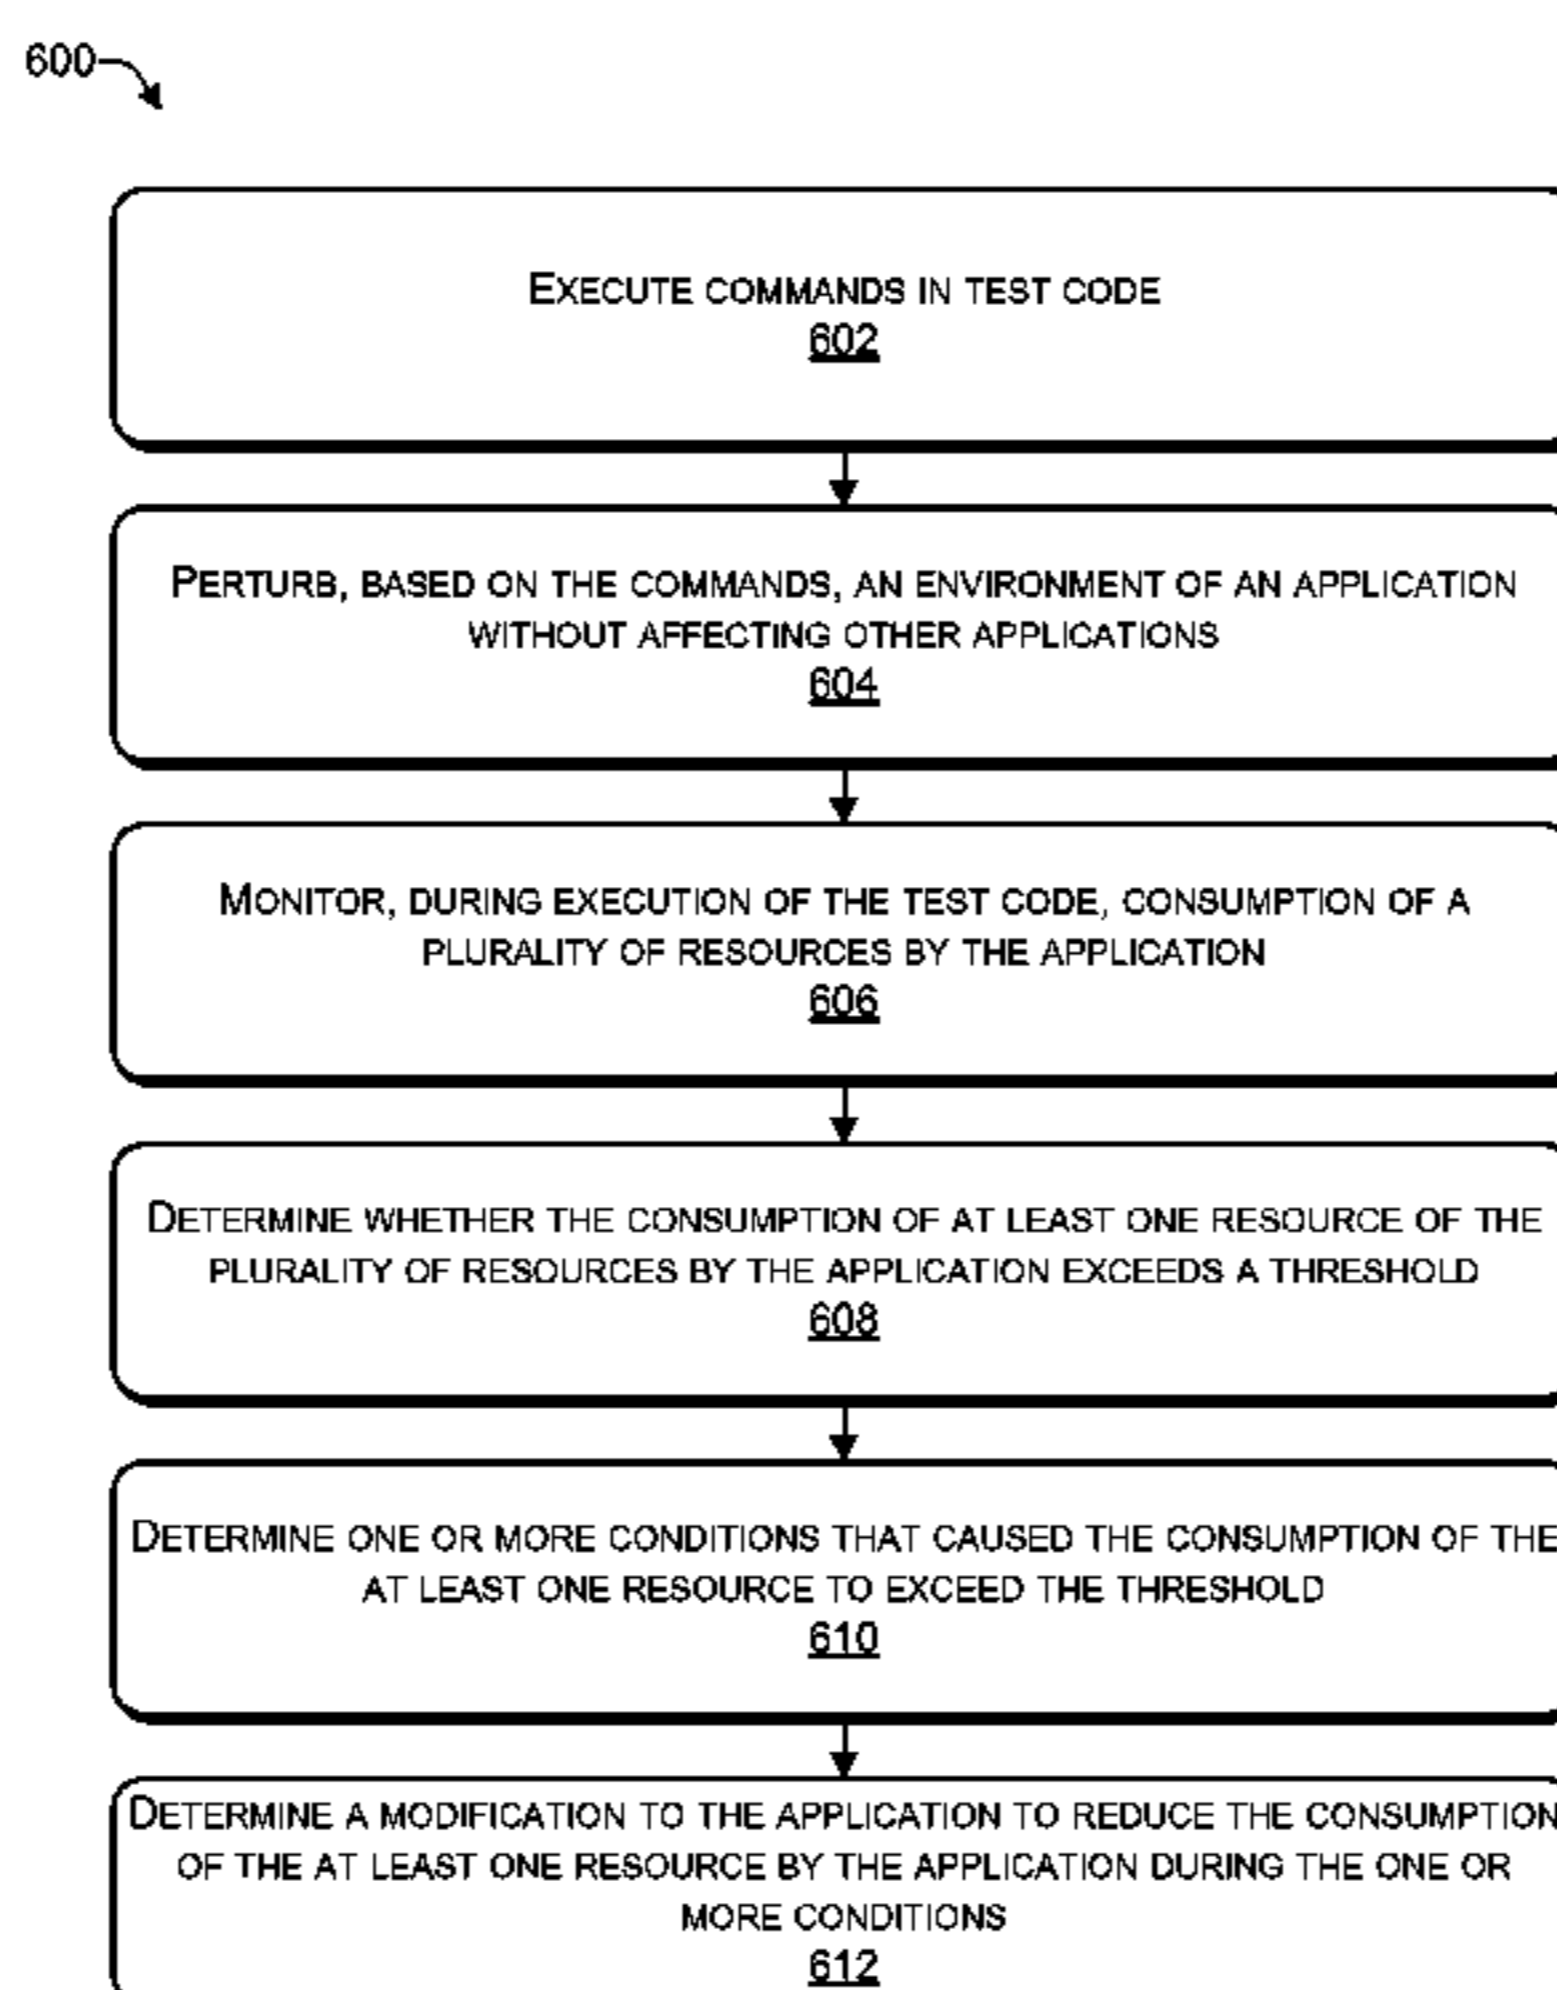 600
EXECUTE COMMANDS IN TEST CODE
602
PERTURB, BASED ON THE COMMANDS, AN ENVIRONMENT OF AN APPLICATION
WITHOUT AFFECTING OTHER APPLICATIONS
604
MONITOR, DURING EXECUTION OF THE TEST CODE, CONSUMPTION OF A
PLURALITY OF RESOURCES BY THE APPLICATION
606
DETERMINE WHETHER THE CONSUMPTION OF AT LEAST ONE RESOURCE OF THE
PLURALITY OF RESOURCES BY THE APPLICATION EXCEEDS A THRESHOLD
608
DETERMINE ONE OR MORE CONDITIONS THAT CAUSED THE CONSUMPTION OF THE
AT LEAST ONE RESOURCE TO EXCEED THE THRESHOLD
610
DETERMINE A MODIFICATION TO THE APPLICATION TO REDUCE THE CONSUMPTION
OF THE AT LEAST ONE RESOURCE BY THE APPLICATION DURING THE ONE OR
MORE CONDITIONS
612